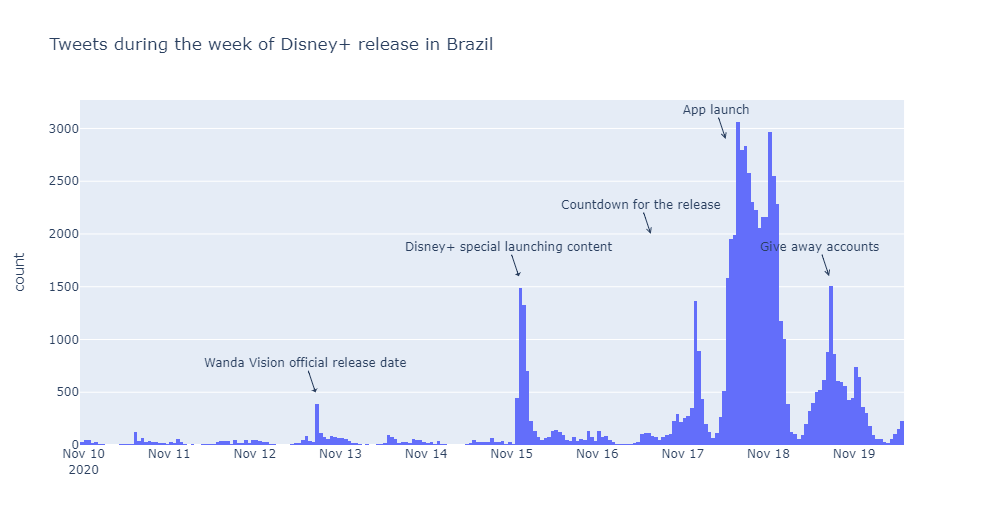 Tweets during the week of Disney+ release in Brazil
App launch
3000
2500
Countdown for the release
2000
Disney+ special launching content
Give away accounts
count
1500
1000
Wanda Vision official release date
500
0
Nov 10 Nov 11 Nov 12 Nov 13 Nov 14 Nov 15 Nov 16 Nov 17 Nov 18 Nov 19
2020